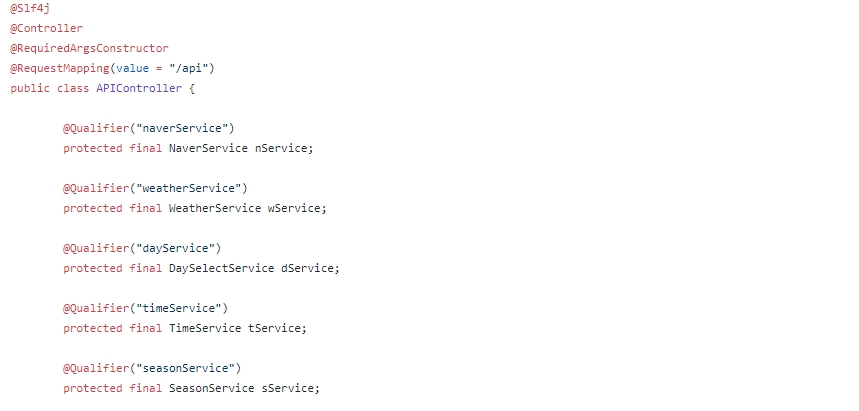 @Slf4j
@Controller
@RequiredArgsConstructor
@RequestMapping(value = "/api")
public class APIController {
@Qualifier("naverService")
protected final NaverService nService;
@Qualifier("weatherService")
protected final WeatherService wService;
@Qualifier("dayService")
protected final DaySelectService dService;
@Qualifier("timeService")
protected final TimeService tService;
@Qualifier("seasonService")
protected final SeasonService sService;